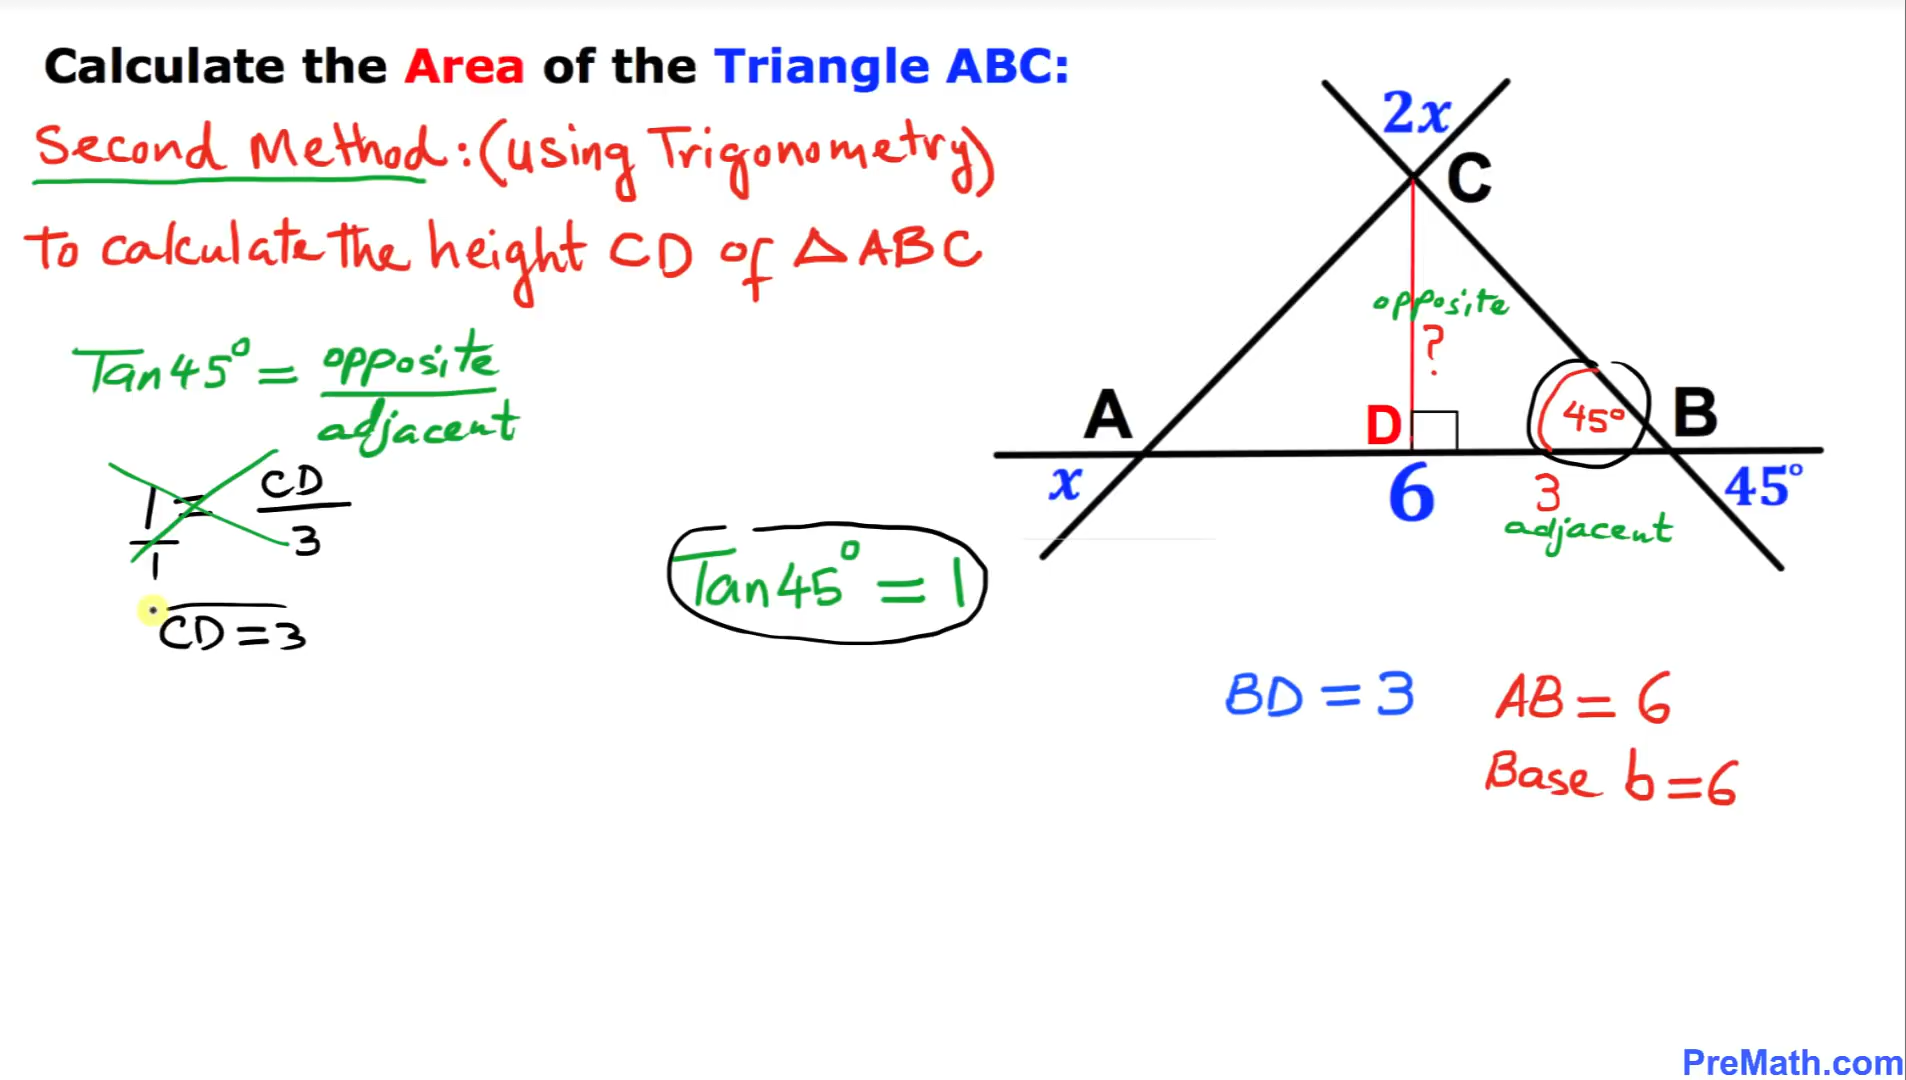 Calculate the Area of the Triangle ABC:
Second Method: (using Trigonometry)
to calculate the height CD of △ABC
Tan45° = opposite
adjacent
1 = CD
1 3
CD = 3
Tan45° = 1
2x
C
opposite
?
A
D
45°
B
x
6
3
45°
adjacent
BD = 3
AB = 6
Base b = 6
PreMath.com